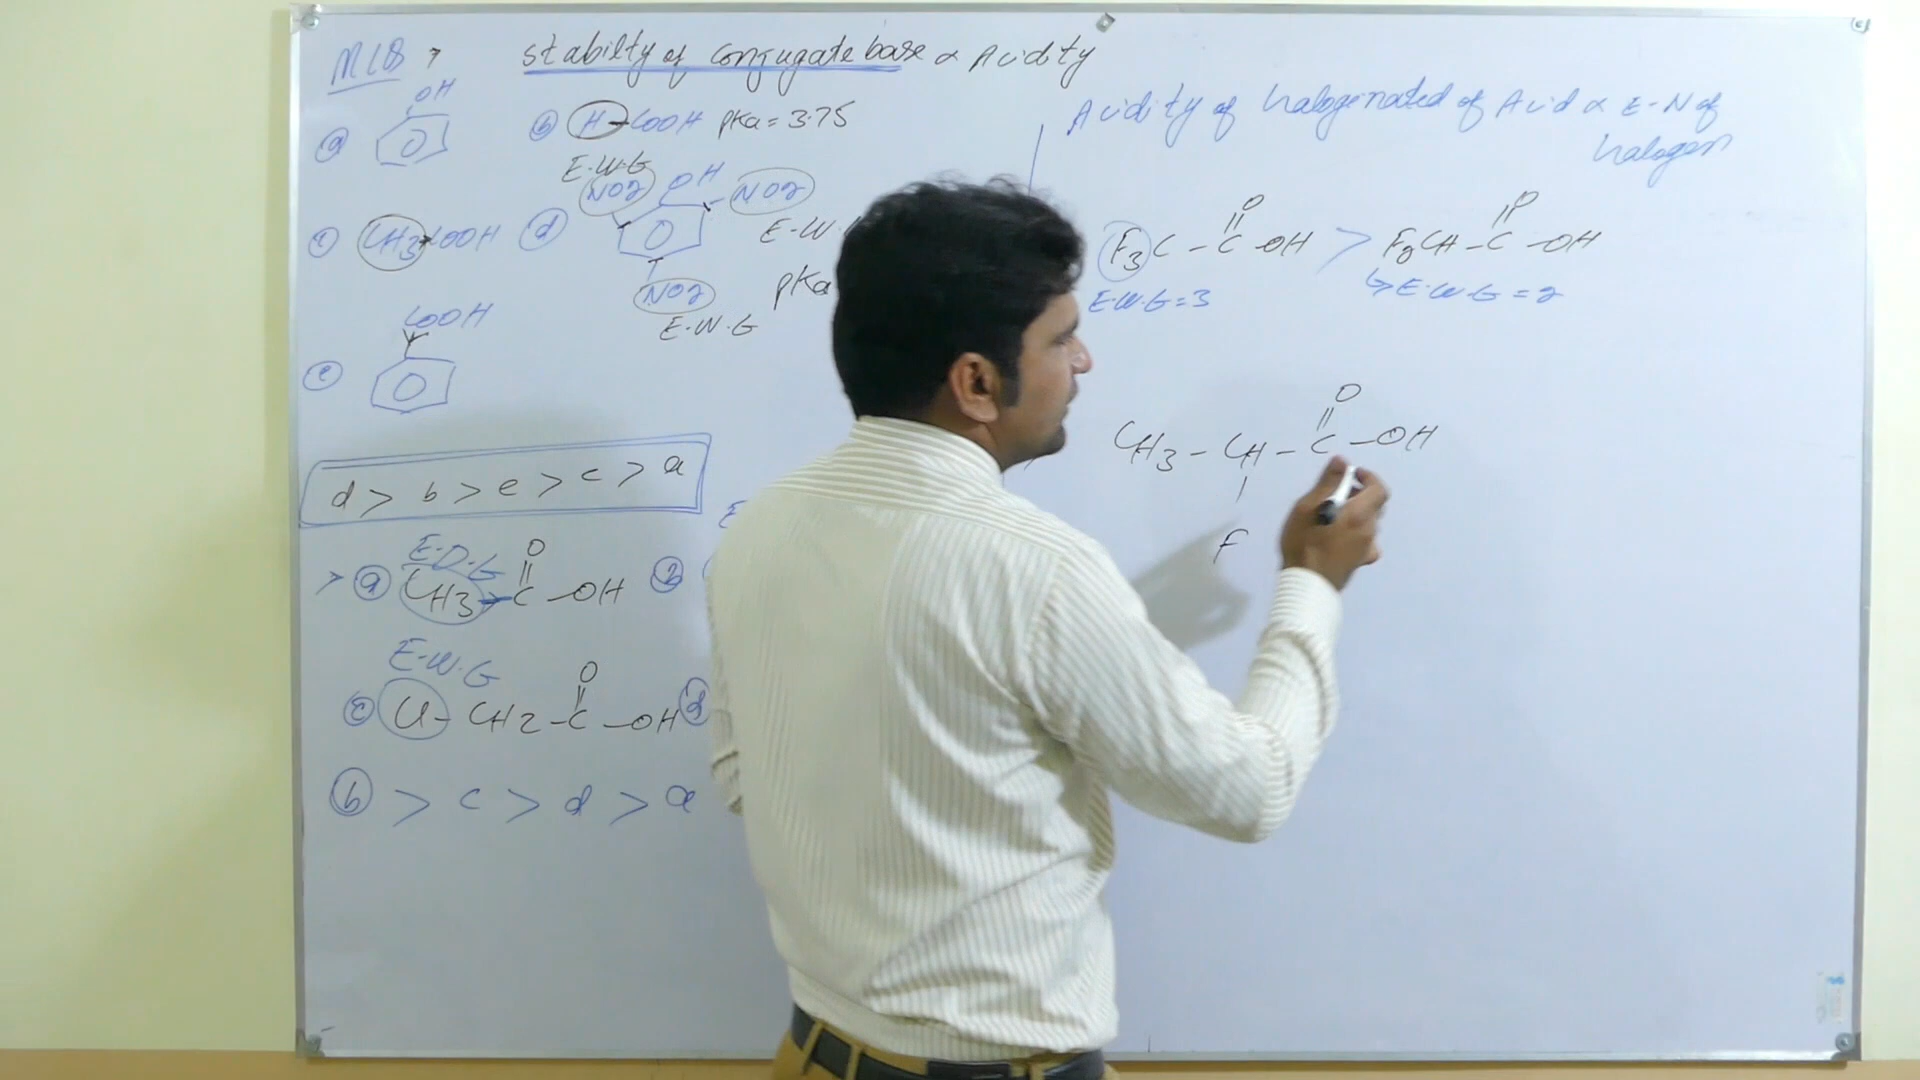 MCQS
stabilty of conjugate base ∝ Acidity
OH
a
b H-COOH pKa = 3.75
c CH3 COOH
d
E.W.G
NO2 OH NO2
E-W.
NO2 pKa
E.W.G
COOH
e
d > b > e > c > a
E.D.G O
> a CH3 C - OH b
E.W.G O
c Cl - CH2 - C - OH d
b > c > d > a
Acidity of halogenated of Acid ∝ E-N of
halogen
O O
F3C - C - OH > F2CH - C - OH
E.W.G = 3 ↳ E.W.G = 2
O
CH3 - CH - C - OH
F